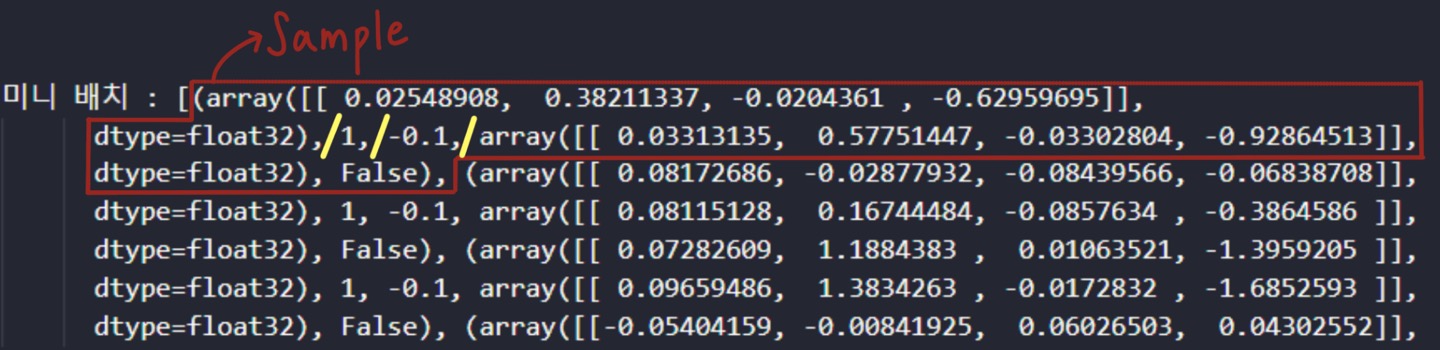 Sample
미니 배치 : [(array([[ 0.02548908,  0.38211337, -0.0204361 , -0.62959695]],
dtype=float32), 1, -0.1, array([[ 0.03313135,  0.57751447, -0.03302804, -0.92864513]],
dtype=float32), False), (array([[ 0.08172686, -0.02877932, -0.08439566, -0.06838708]],
dtype=float32), 1, -0.1, array([[ 0.08115128,  0.16744484, -0.0857634 , -0.3864586 ]],
dtype=float32), False), (array([[ 0.07282609,  1.1884383 ,  0.01063521, -1.3959205 ]],
dtype=float32), 1, -0.1, array([[ 0.09659486,  1.3834263 , -0.0172832 , -1.6852593 ]],
dtype=float32), False), (array([[-0.05404159, -0.00841925,  0.06026503,  0.04302552]],